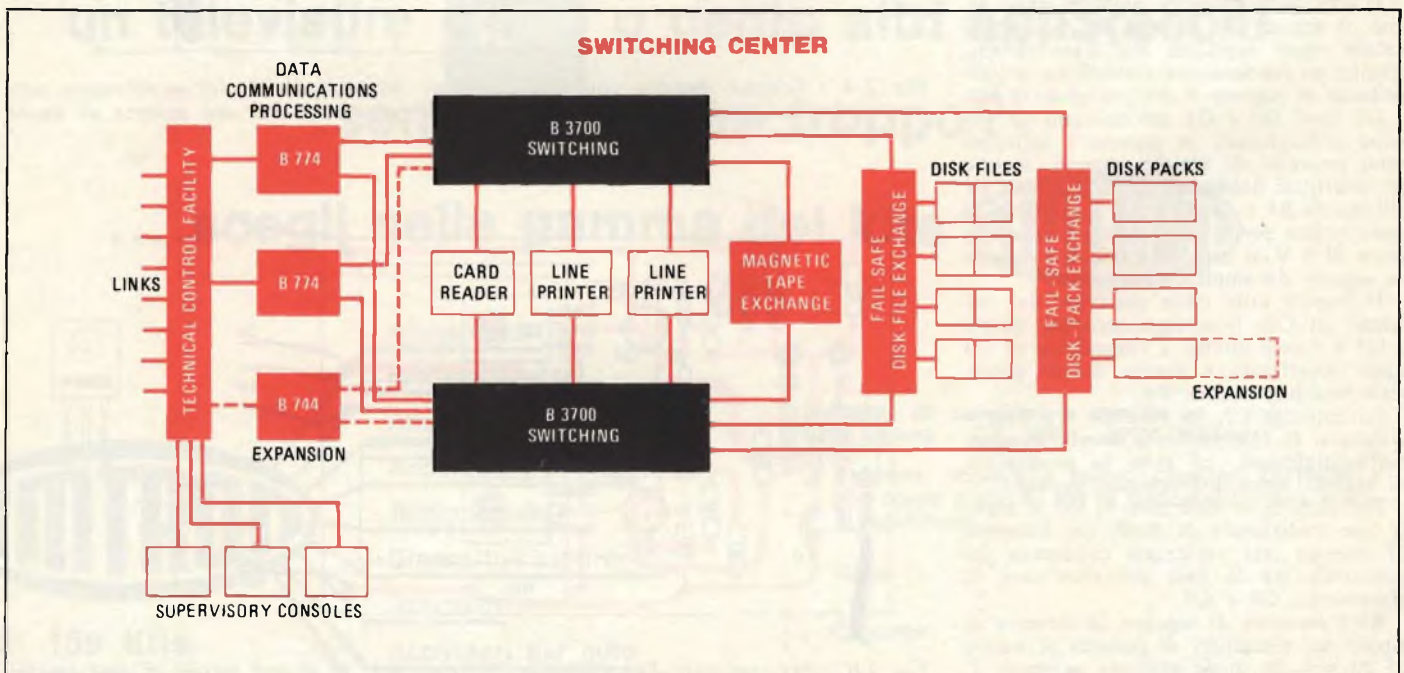 SWITCHING CENTER
DATA
COMMUNICATIONS
PROCESSING
B 774
B 774
B 744
EXPANSION
LINKS
TECHNICAL CONTROL FACILITY
SUPERVISORY CONSOLES
B 3700
SWITCHING
CARD
READER
LINE
PRINTER
LINE
PRINTER
MAGNETIC
TAPE
EXCHANGE
B 3700
SWITCHING
FAIL-SAFE
DISK FILE EXCHANGE
DISK FILES
FAIL-SAFE
DISK-PACK EXCHANGE
DISK PACKS
EXPANSION